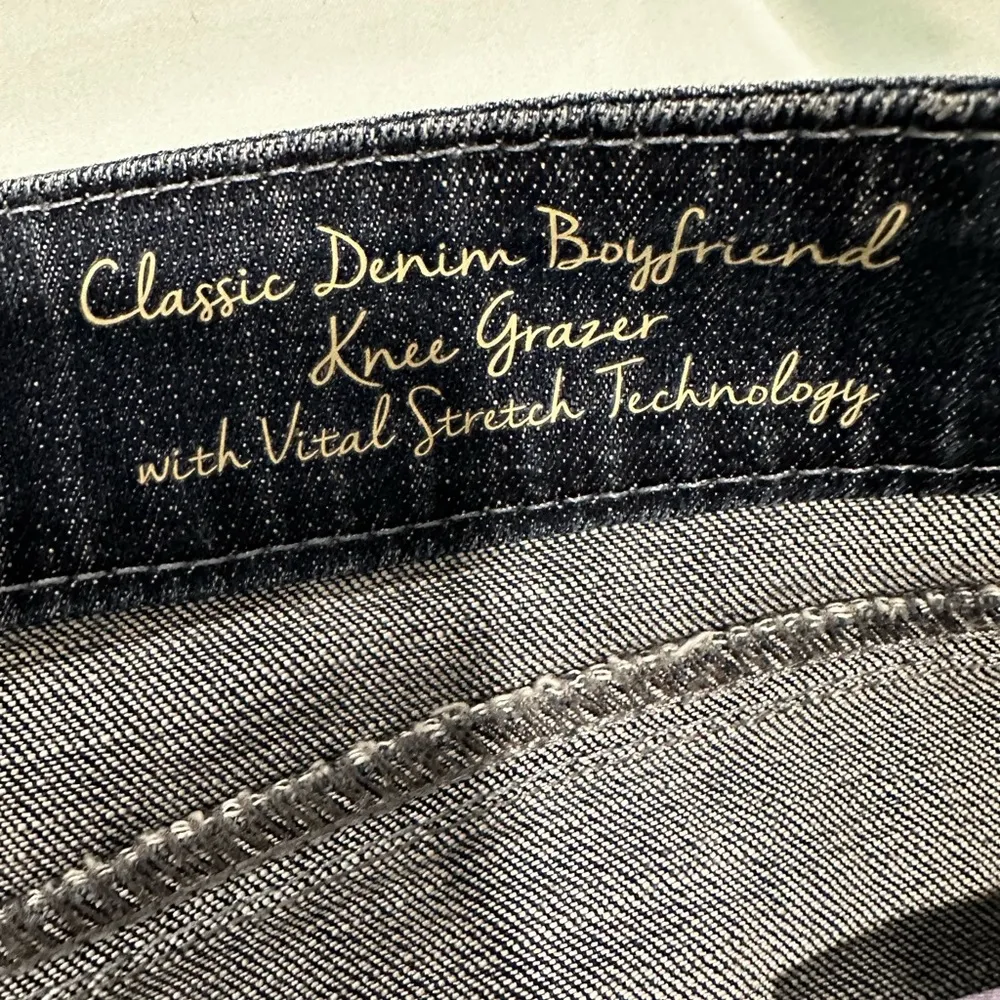 Classic Denim Boyfriend
Knee Grazer
with Vital Stretch Technology